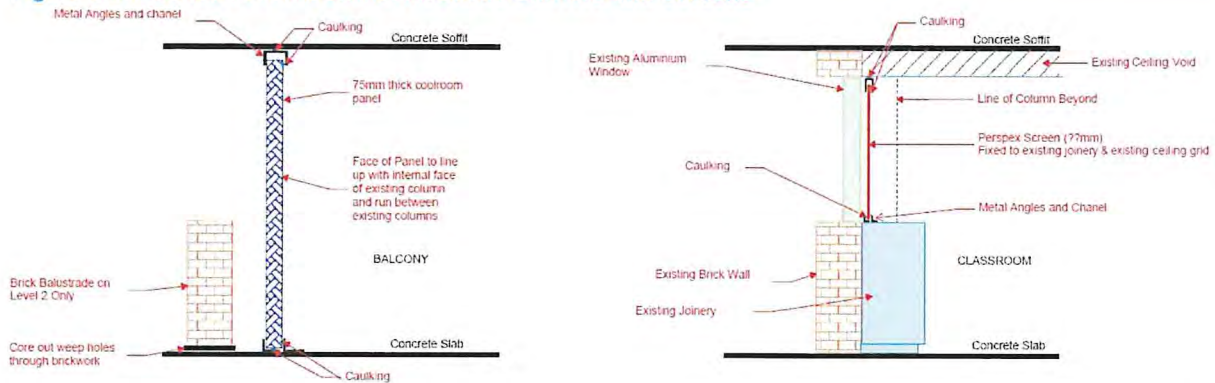 Metal Angles and chanel
Caulking
Concrete Soffit
75mm thick coolroom
panel
Face of Panel to line
up with internal face
of existing column
and run between
existing columns
BALCONY
Brick Balustrade on
Level 2 Only
Core out weep holes
through brickwork
Concrete Slab
Caulking
Caulking
Concrete Soffit
Existing Aluminium
Window
Existing Ceiling Void
Line of Column Beyond
Perspex Screen (??mm)
Fixed to existing joinery & existing ceiling grid
Caulking
Metal Angles and Chanel
Existing Brick Wall
CLASSROOM
Existing Joinery
Concrete Slab